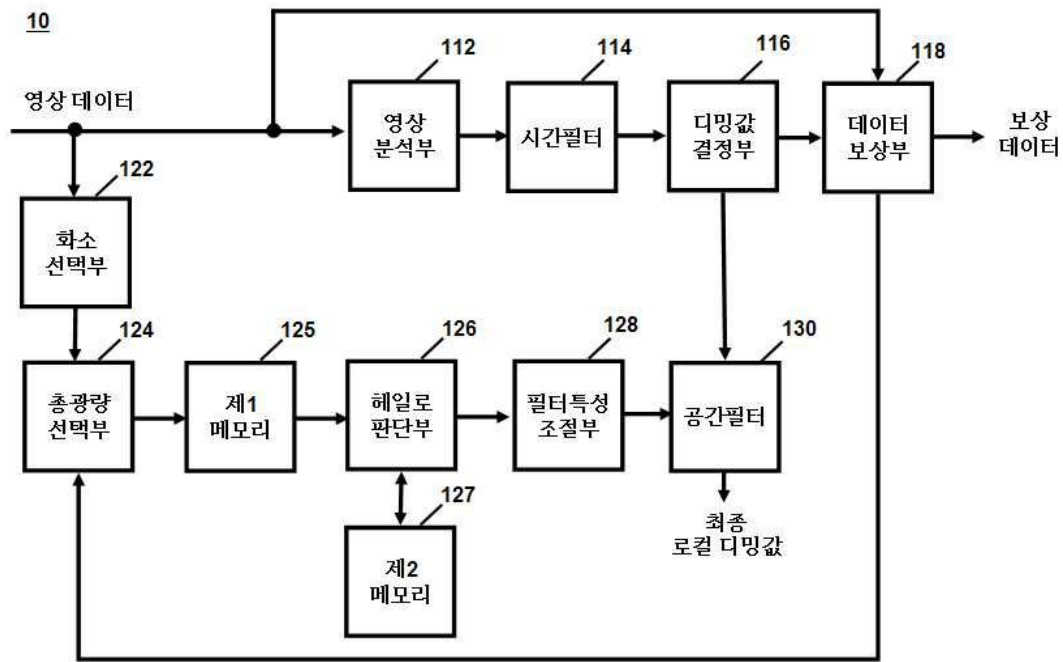 10
112
114
116
118
영상 데이터
영상
분석부
시간필터
디밍값
결정부
데이터
보상부
보상
데이터
122
화소
선택부
124
125
126
128
130
총광량
선택부
제1
메모리
헤일로
판단부
필터특성
조절부
공간필터
127
제2
메모리
최종
로컬 디밍값